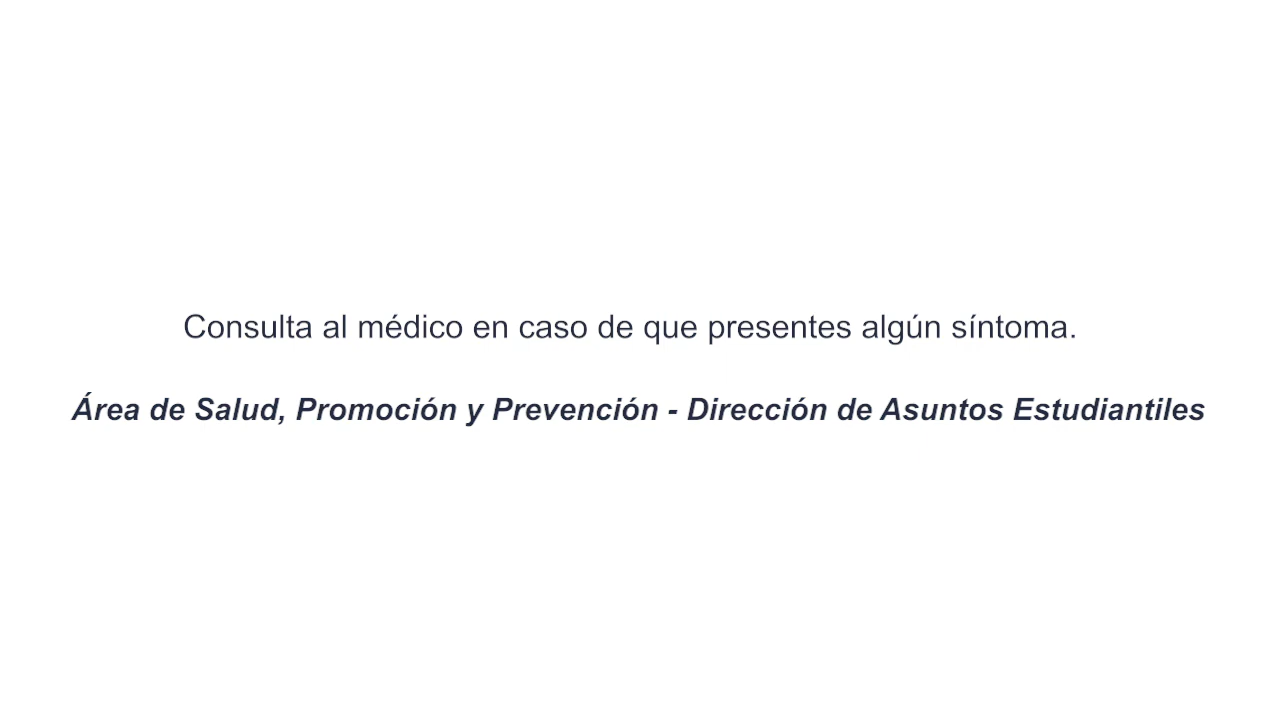 Consulta al médico en caso de que presentes algún síntoma.
Área de Salud, Promoción y Prevención - Dirección de Asuntos Estudiantiles